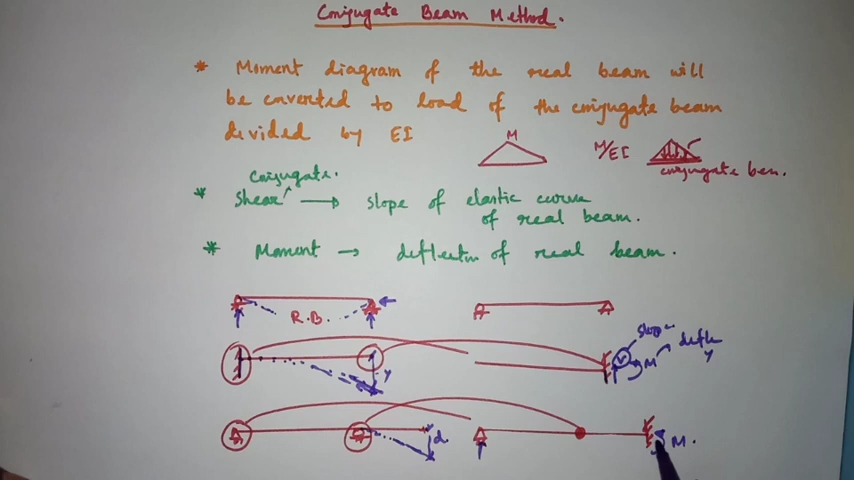 Conjugate Beam Method.
* Moment diagram of the real beam will
be converted to load of the conjugate beam
divided by EI
M
M/EI
conjugate bem.
conjugate.
* Shear → slope of elastic curve
of real beam.
* Moment → deflectn of real beam.
R.B.
slope
V
M
defle
y
y
d
M.